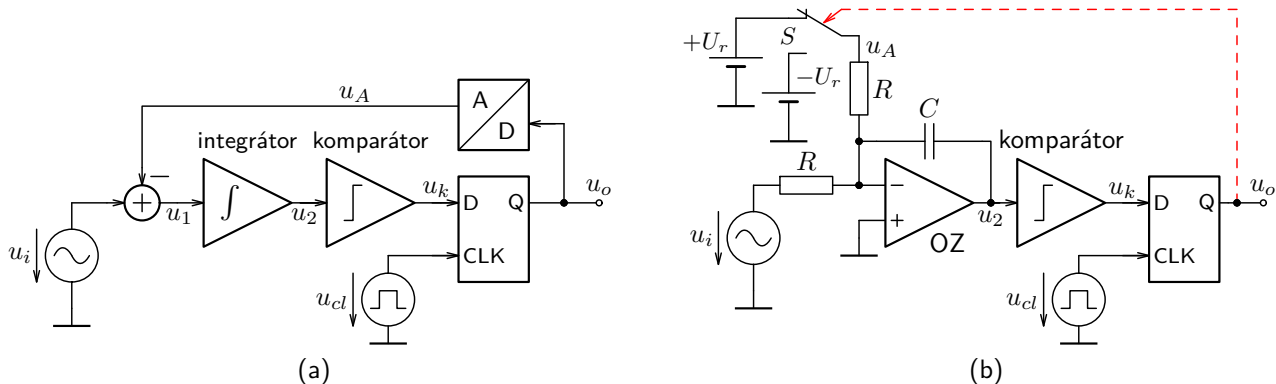 u_A
A
D
integrátor
komparátor
−
+
u_1
∫
u_2
u_k
D
Q
u_o
CLK
u_i
u_cl
(a)
+U_r
S
−U_r
u_A
R
C
komparátor
R
−
+
OZ
u_2
u_k
D
Q
u_o
CLK
u_i
u_cl
(b)